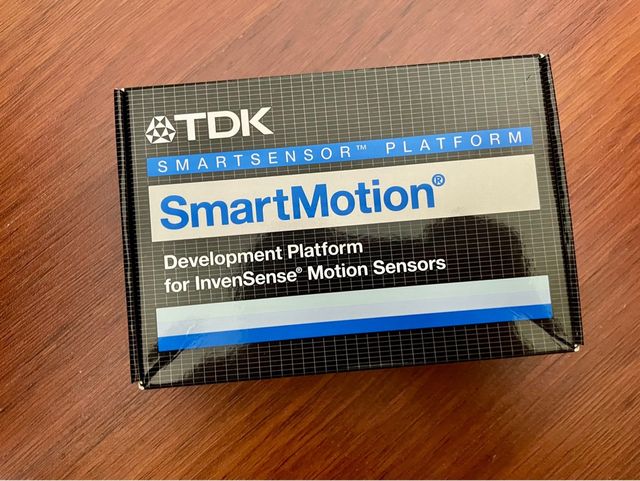 TDK
SMARTSENSOR™ PLATFORM
SmartMotion®
Development Platform
for InvenSense® Motion Sensors